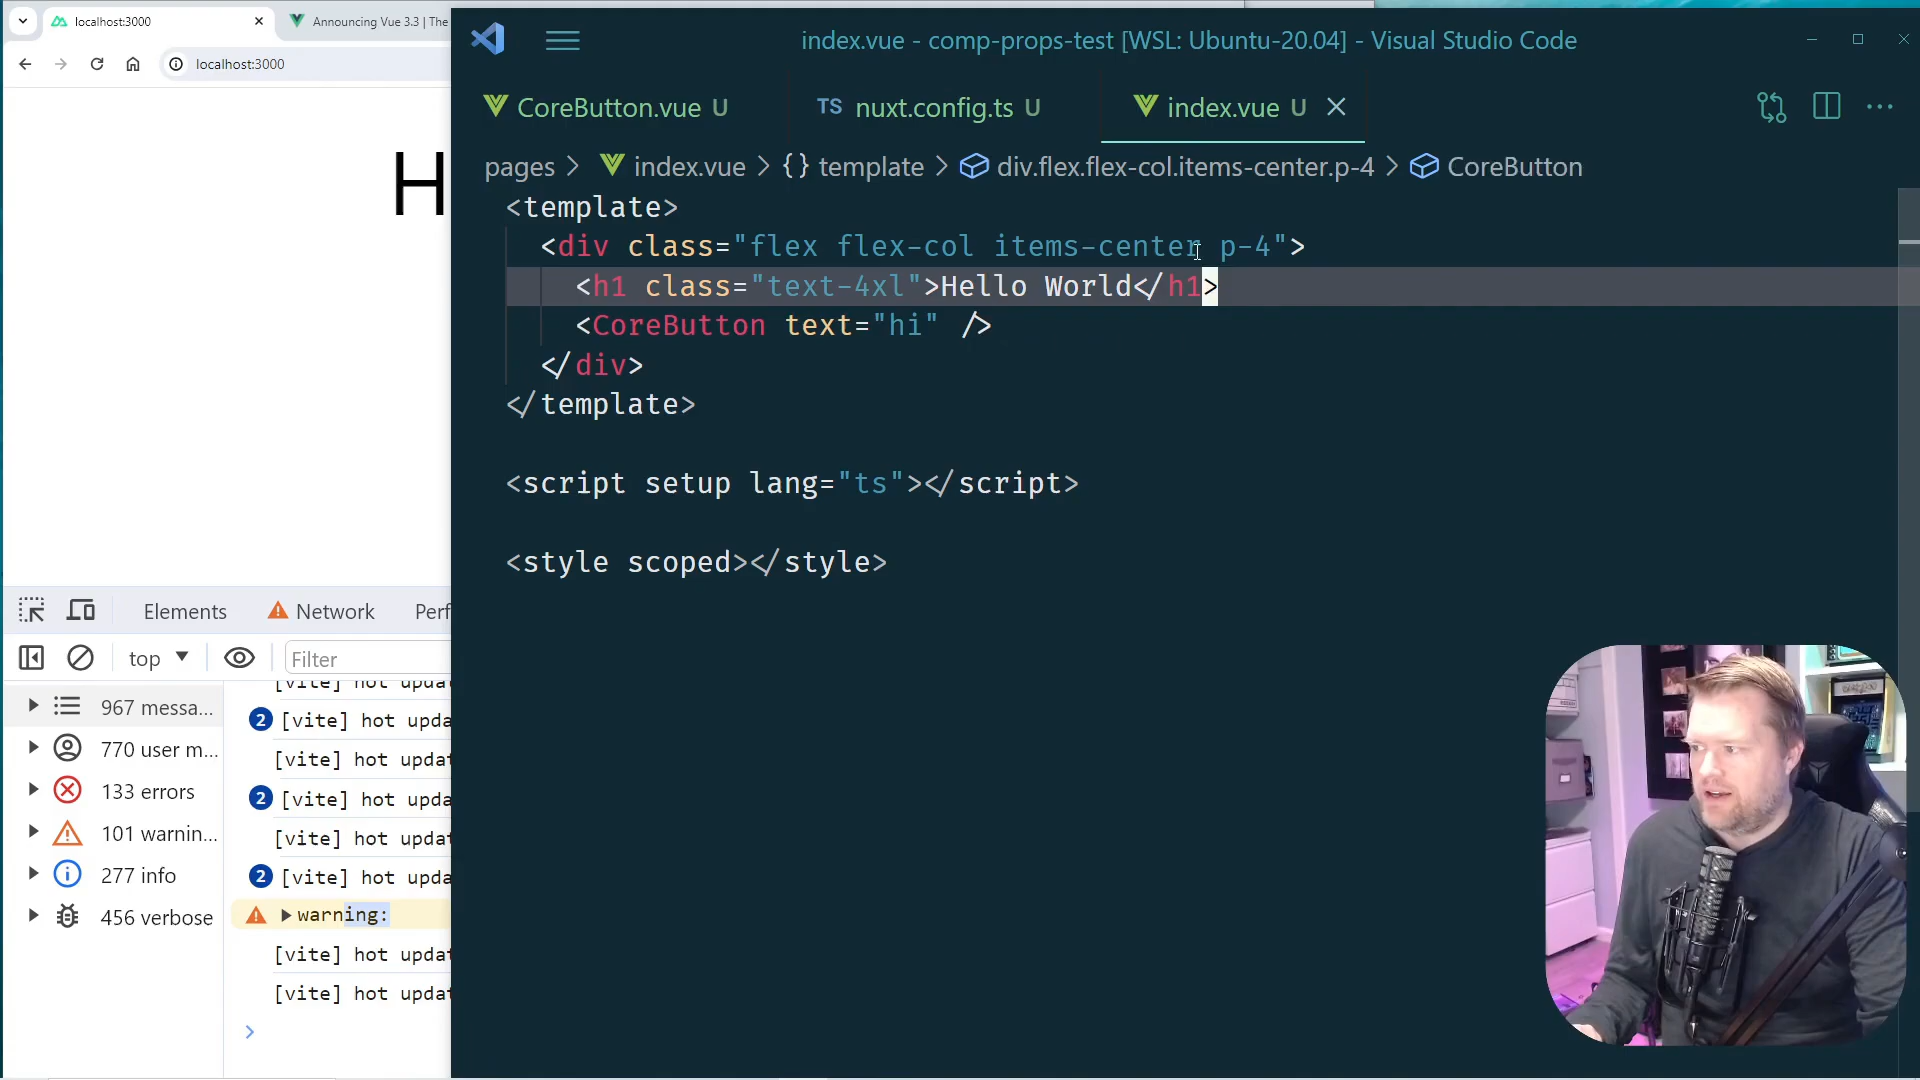 localhost:3000
Announcing Vue 3.3 | The
localhost:3000
H
index.vue - comp-props-test [WSL: Ubuntu-20.04] - Visual Studio Code
CoreButton.vue U
TS nuxt.config.ts U
index.vue U
pages > index.vue > {} template > div.flex.flex-col.items-center.p-4 > CoreButton
<template>
<div class="flex flex-col items-center p-4">
<h1 class="text-4xl">Hello World</h1>
<CoreButton text="hi" />
</div>
</template>
<script setup lang="ts"></script>
<style scoped></style>
Elements
Network
Perf
top
Filter
967 messa...
770 user m...
133 errors
101 warnin...
277 info
456 verbose
[vite] hot updat
2 [vite] hot upda
[vite] hot updat
2 [vite] hot upda
[vite] hot updat
2 [vite] hot upda
warning:
[vite] hot updat
[vite] hot updat